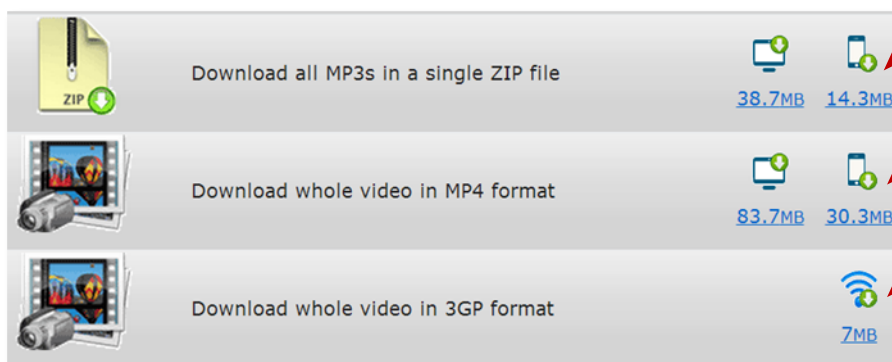 ZIP
Download all MP3s in a single ZIP file
38.7MB 14.3MB
Download whole video in MP4 format
83.7MB 30.3MB
Download whole video in 3GP format
7MB